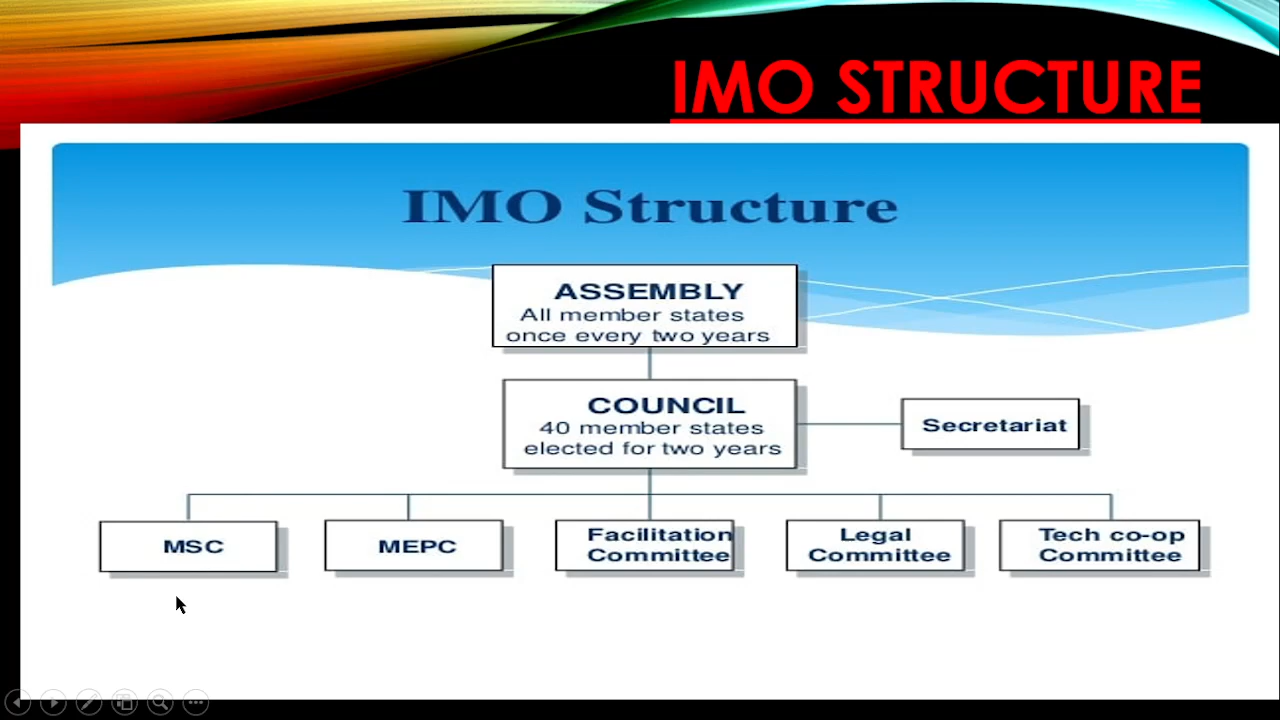 IMO STRUCTURE
IMO Structure
ASSEMBLY
All member states
once every two years
COUNCIL
40 member states
elected for two years
Secretariat
MSC
MEPC
Facilitation
Committee
Legal
Committee
Tech co-op
Committee